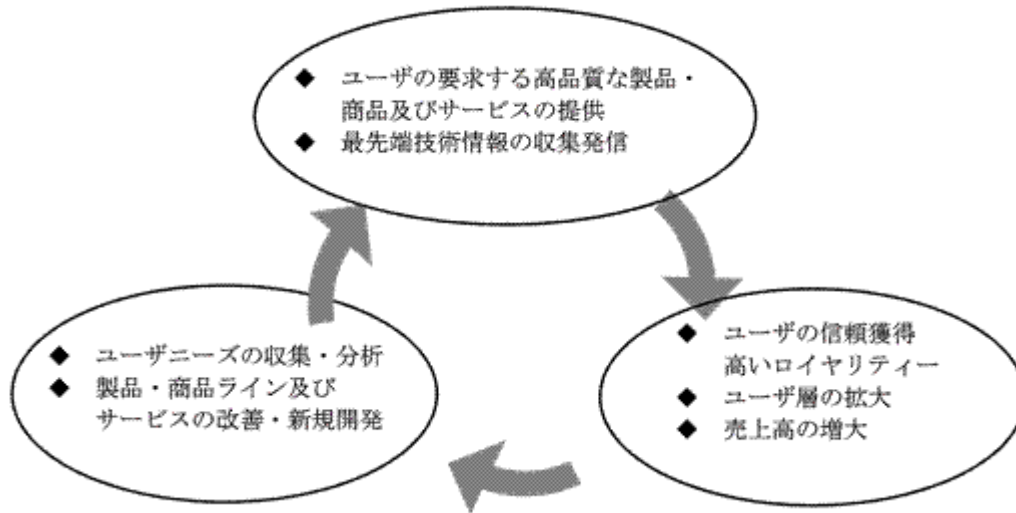 ◆ ユーザの要求する高品質な製品・
商品及びサービスの提供
◆ 最先端技術情報の収集発信
◆ ユーザニーズの収集・分析
◆ 製品・商品ライン及び
サービスの改善・新規開発
◆ ユーザの信頼獲得
高いロイヤリティー
◆ ユーザ層の拡大
◆ 売上高の増大